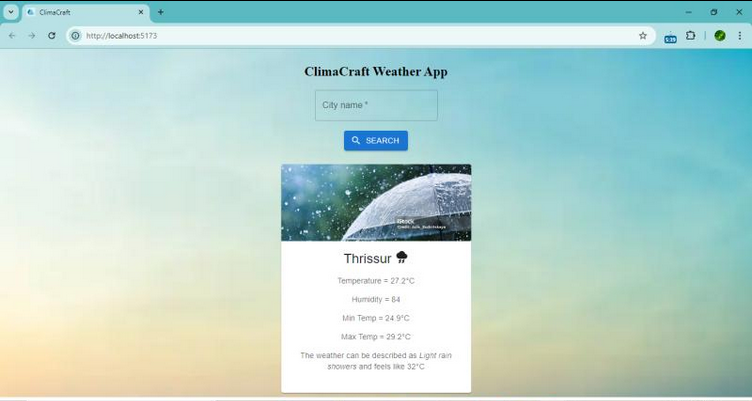 ClimaCraft
http://localhost:5173
5:39
ClimaCraft Weather App
City name *
SEARCH
iStock
Thrissur
Temperature = 27.2°C
Humidity = 84
Min Temp = 24.9°C
Max Temp = 29.2°C
The weather can be described as Light rain
showers and feels like 32°C